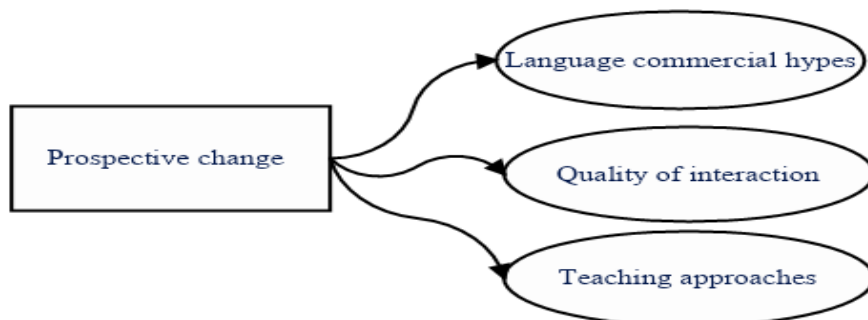 Language commercial hypes
Prospective change
Quality of interaction
Teaching approaches